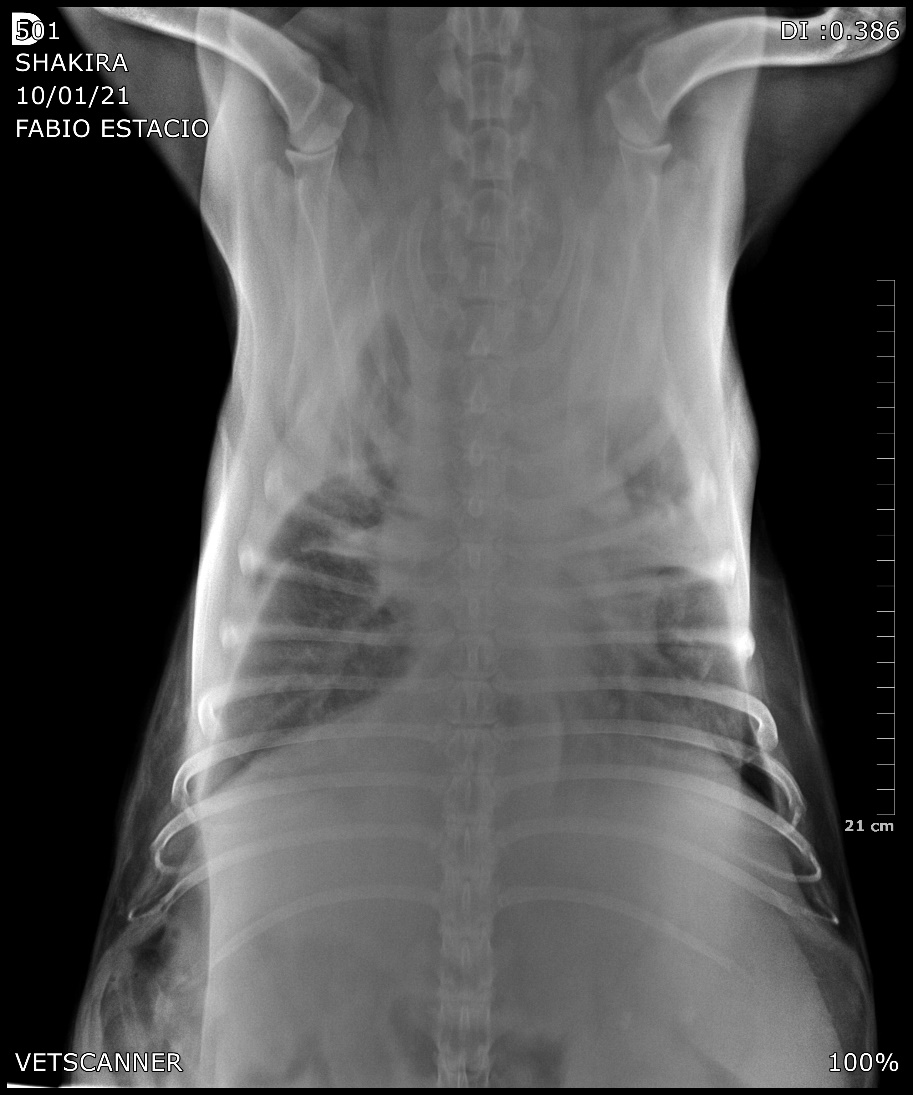 D
501
DI :0.386
SHAKIRA
10/01/21
FABIO ESTACIO
21 cm
VETSCANNER
100%